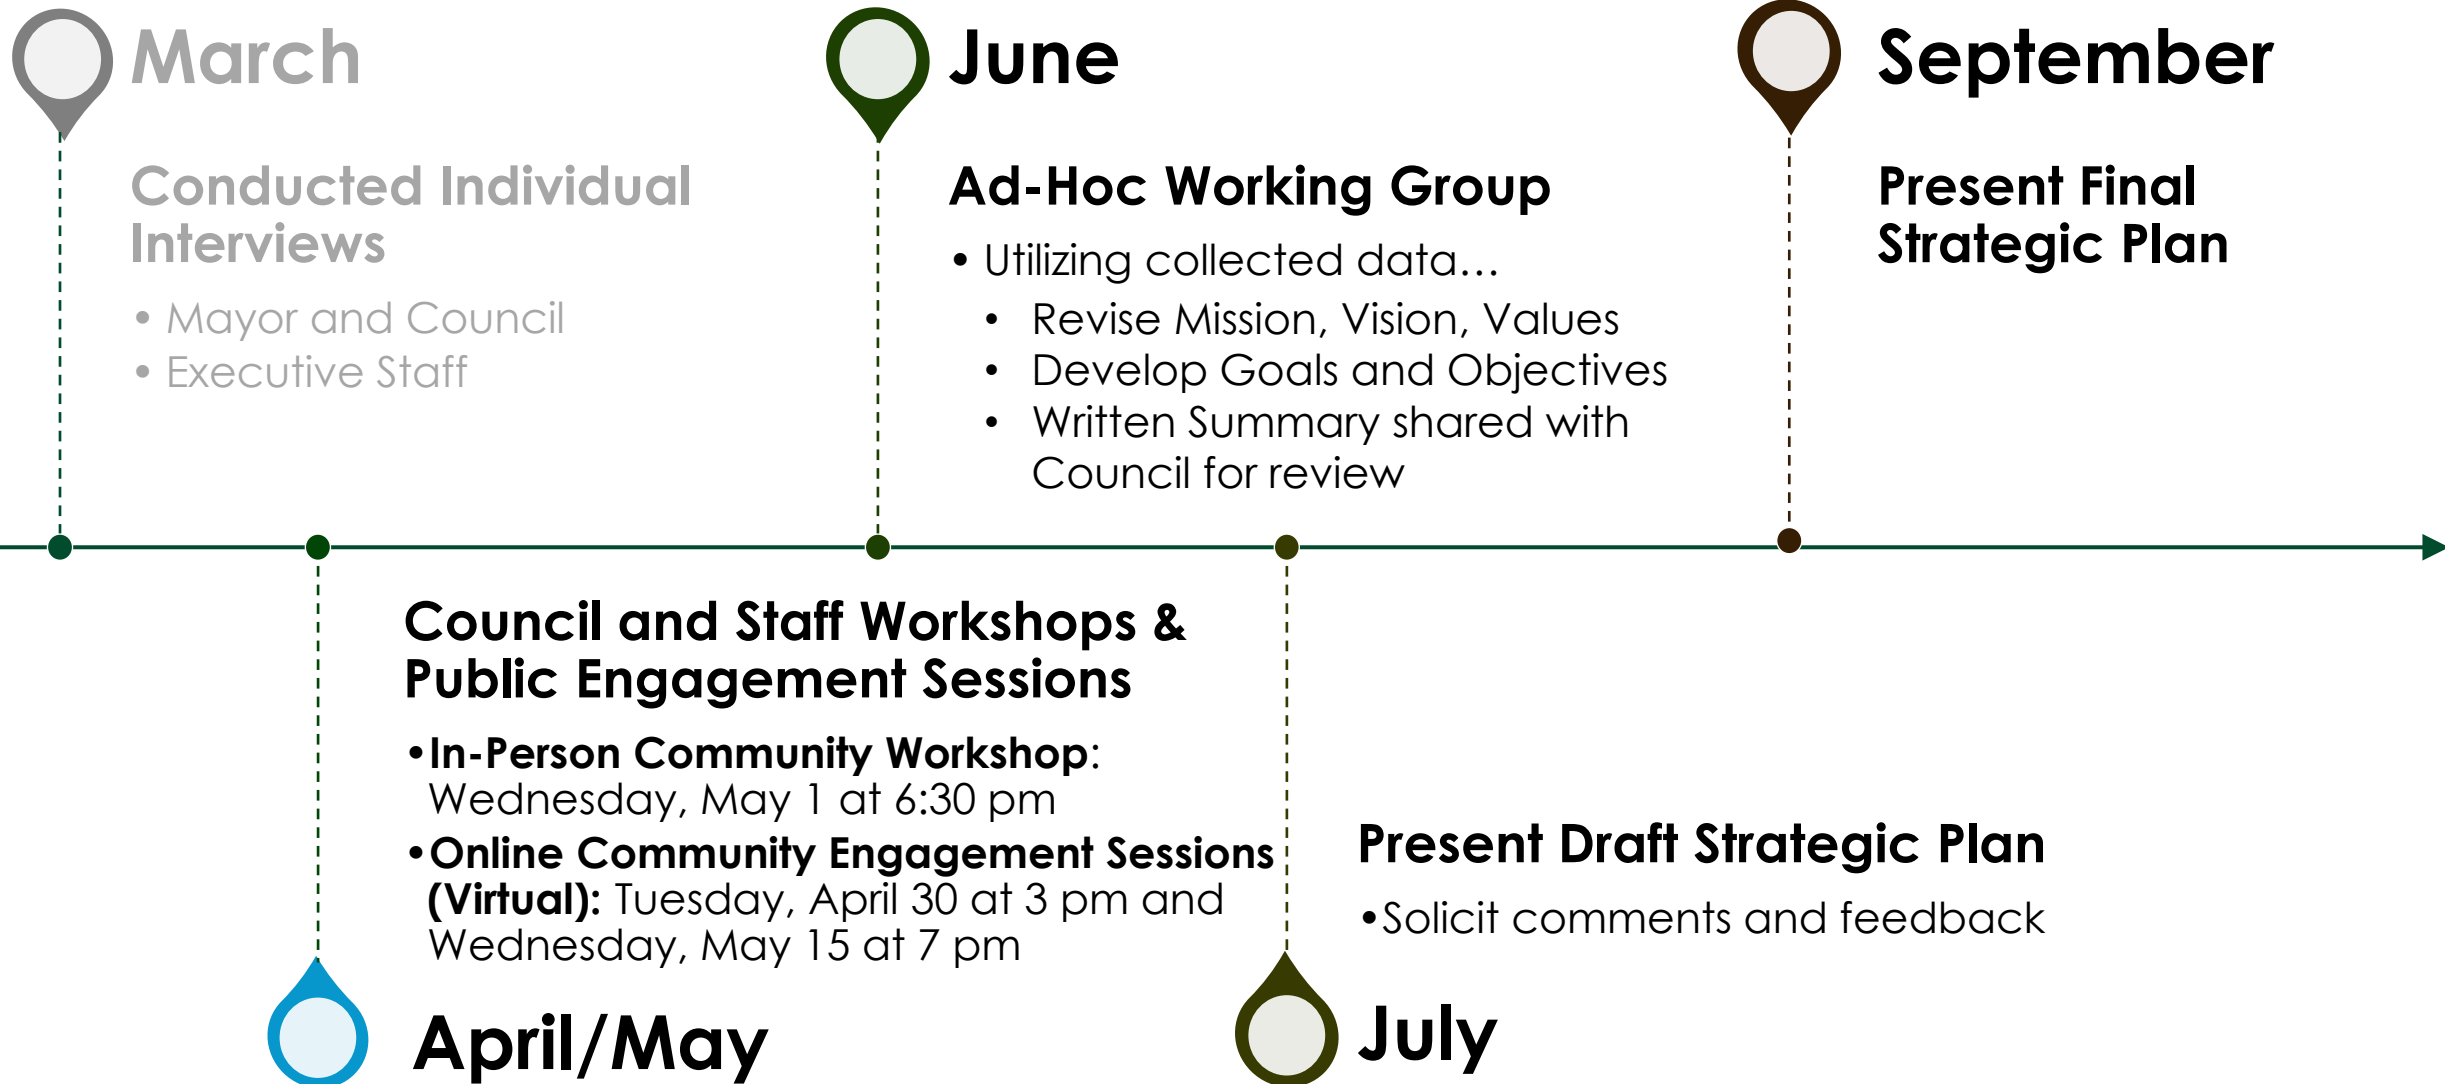 March
Conducted Individual
Interviews
• Mayor and Council
• Executive Staff
June
Ad-Hoc Working Group
• Utilizing collected data…
• Revise Mission, Vision, Values
• Develop Goals and Objectives
• Written Summary shared with
Council for review
September
Present Final
Strategic Plan
Council and Staff Workshops &
Public Engagement Sessions
•In-Person Community Workshop:
Wednesday, May 1 at 6:30 pm
•Online Community Engagement Sessions
(Virtual): Tuesday, April 30 at 3 pm and
Wednesday, May 15 at 7 pm
April/May
Present Draft Strategic Plan
•Solicit comments and feedback
July